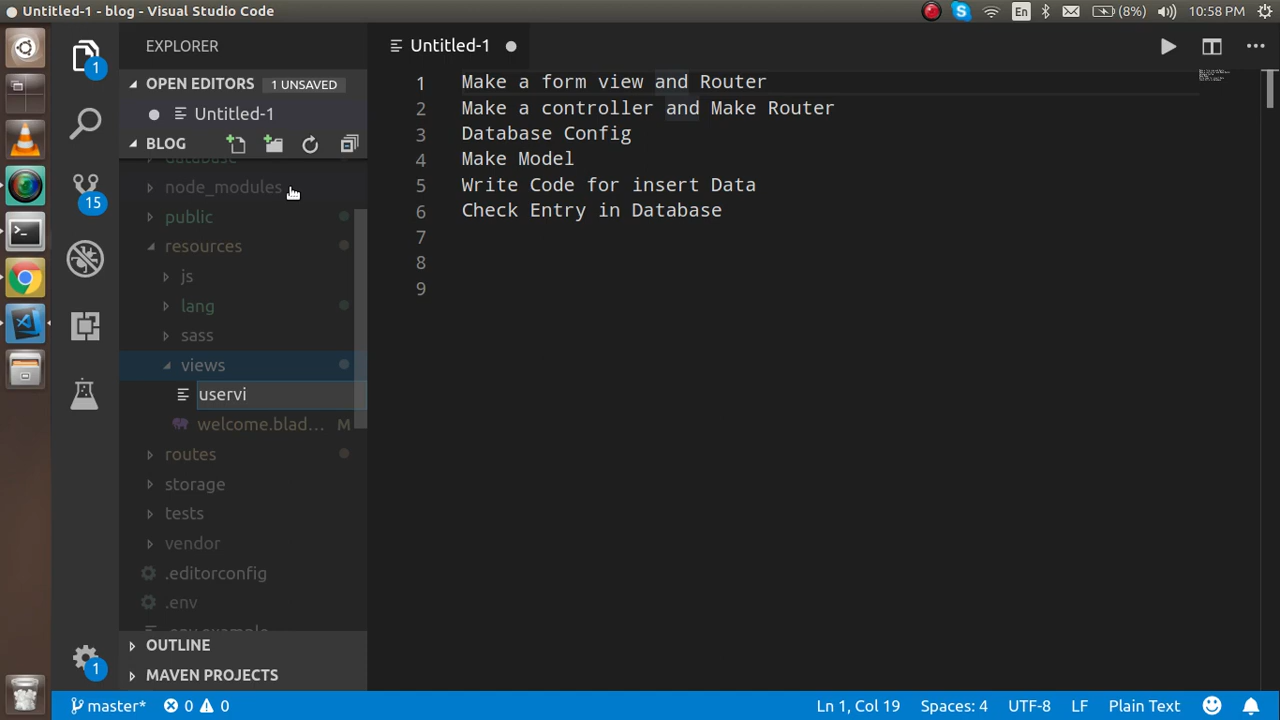 Untitled-1 - blog - Visual Studio Code
En
(8%)
10:58 PM
EXPLORER
Untitled-1
1
OPEN EDITORS
1 UNSAVED
Untitled-1
BLOG
database
node_modules
15
public
resources
js
lang
sass
views
uservi
welcome.blad... M
routes
storage
tests
vendor
.editorconfig
.env
.env.example
OUTLINE
1
MAVEN PROJECTS
1 Make a form view and Router
2 Make a controller and Make Router
3 Database Config
4 Make Model
5 Write Code for insert Data
6 Check Entry in Database
7
8
9
master*
0
0
Ln 1, Col 19
Spaces: 4
UTF-8
LF
Plain Text